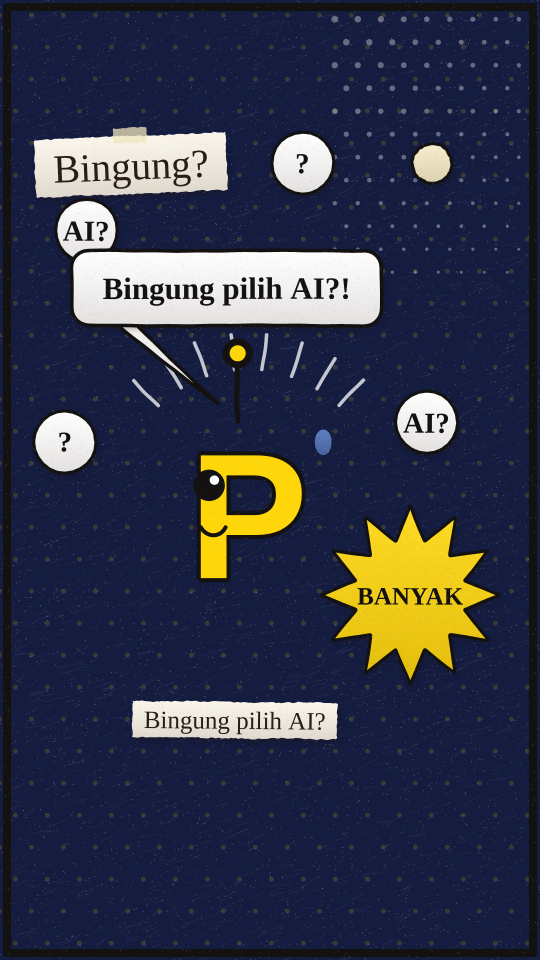 Bingung?
?
AI?
Bingung pilih AI?!
?
AI?
P
BANYAK
Bingung pilih AI?